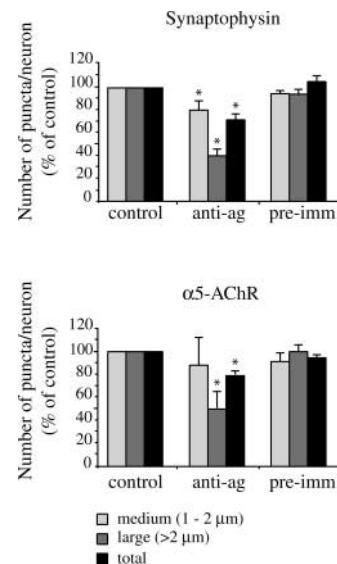 Synaptophysin
Number of puncta/neuron
(% of control)
120
100
80
60
40
20
0
* * *
control anti-ag pre-imm
α5-AChR
Number of puncta/neuron
(% of control)
120
100
80
60
40
20
0
* *
control anti-ag pre-imm
medium (1 - 2 μm)
large (>2 μm)
total